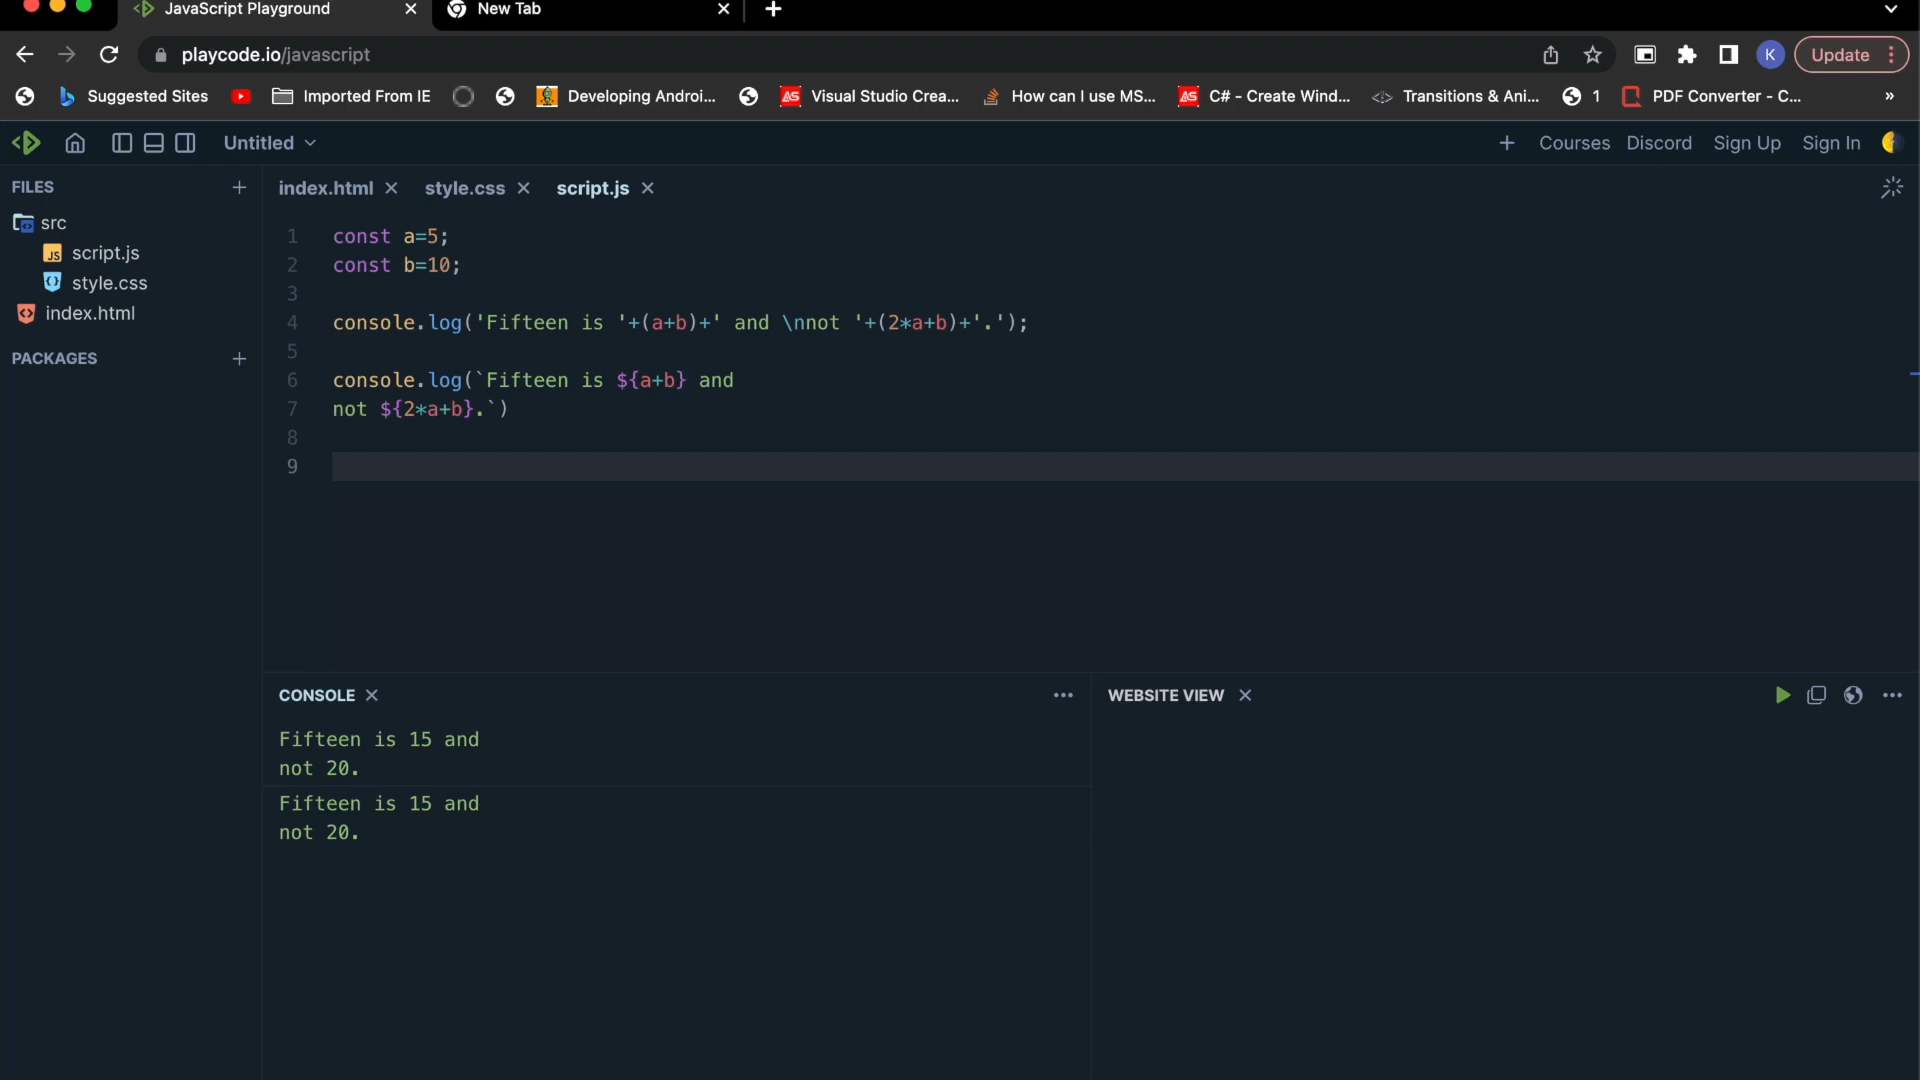 JavaScript Playground
New Tab
playcode.io/javascript
K
Update
Suggested Sites
Imported From IE
Developing Androi...
AS
Visual Studio Crea...
How can I use MS...
AS
C# - Create Wind...
Transitions & Ani...
1
PDF Converter - C...
»
Untitled
Courses
Discord
Sign Up
Sign In
FILES
src
JS script.js
style.css
index.html
PACKAGES
index.html
style.css
script.js
1 const a=5;
2 const b=10;
3
4 console.log('Fifteen is '+(a+b)+' and \nnot '+(2*a+b)+'.');
5
6 console.log(`Fifteen is ${a+b} and
7 not ${2*a+b}.`)
8
9
CONSOLE
Fifteen is 15 and
not 20.
Fifteen is 15 and
not 20.
WEBSITE VIEW